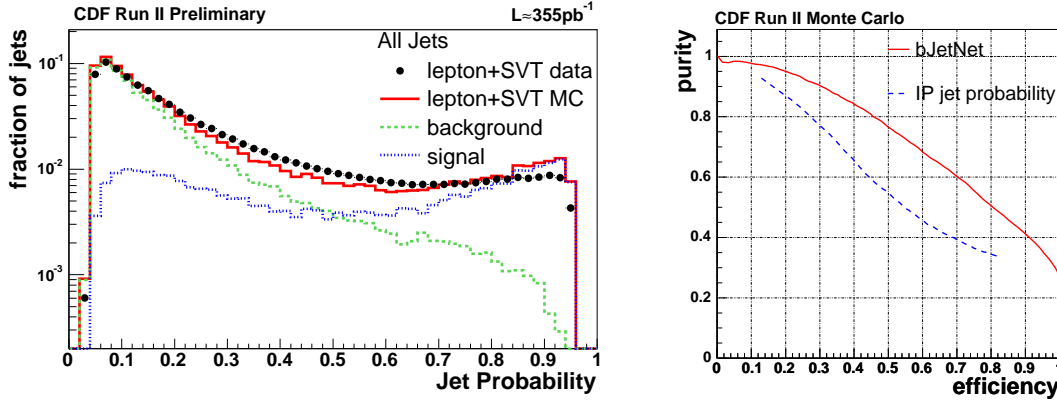 CDF Run II Preliminary L≈355pb⁻¹
fraction of jets
10⁻¹
10⁻²
10⁻³
All Jets
lepton+SVT data
lepton+SVT MC
background
signal
0 0.1 0.2 0.3 0.4 0.5 0.6 0.7 0.8 0.9 1
Jet Probability
CDF Run II Monte Carlo
purity
1
0.8
0.6
0.4
0.2
0
bJetNet
IP jet probability
0 0.1 0.2 0.3 0.4 0.5 0.6 0.7 0.8 0.9 1
efficiency